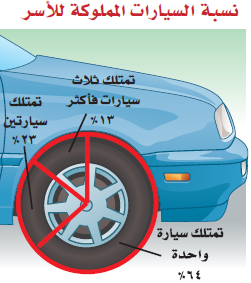 نسبة السيارات المملوكة للأسر
تمتلك ثلاث
سيارات فأكثر
١٣٪
تمتلك
سيارتين
٢٣٪
تمتلك سيارة
واحدة
٦٤٪